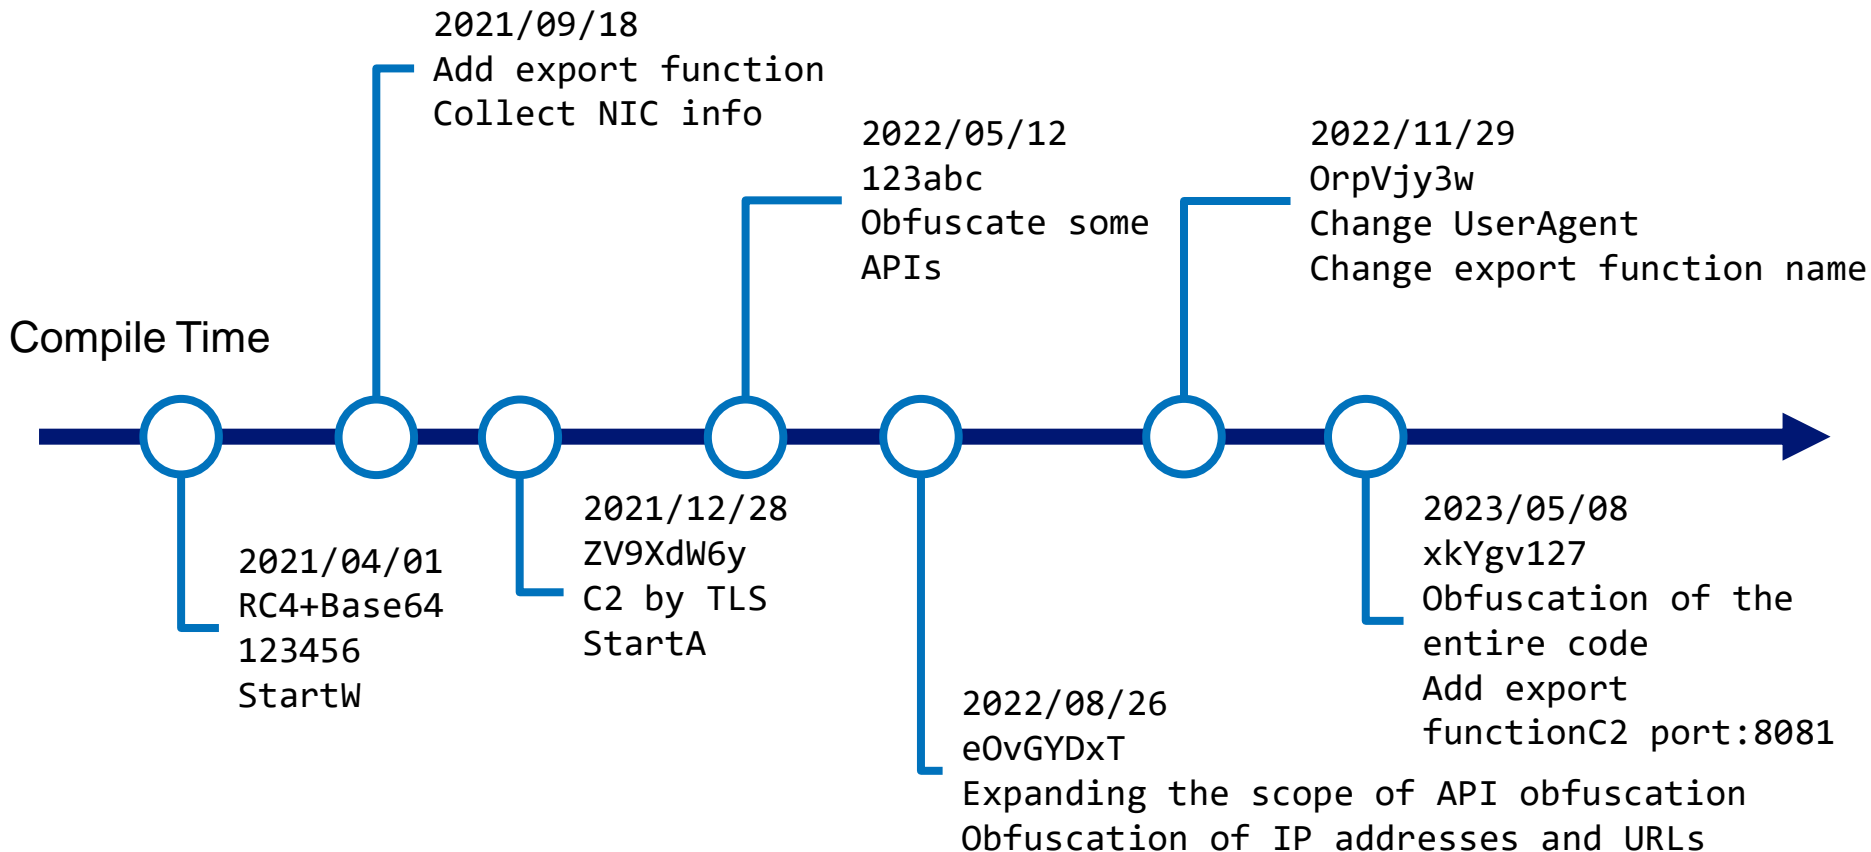 2021/09/18
Add export function
Collect NIC info
2022/05/12
123abc
Obfuscate some
APIs
2022/11/29
OrpVjy3w
Change UserAgent
Change export function name
Compile Time
2021/04/01
RC4+Base64
123456
StartW
2021/12/28
ZV9XdW6y
C2 by TLS
StartA
2022/08/26
eOvGYDxT
Expanding the scope of API obfuscation
Obfuscation of IP addresses and URLs
2023/05/08
xkYgv127
Obfuscation of the
entire code
Add export
functionC2 port:8081